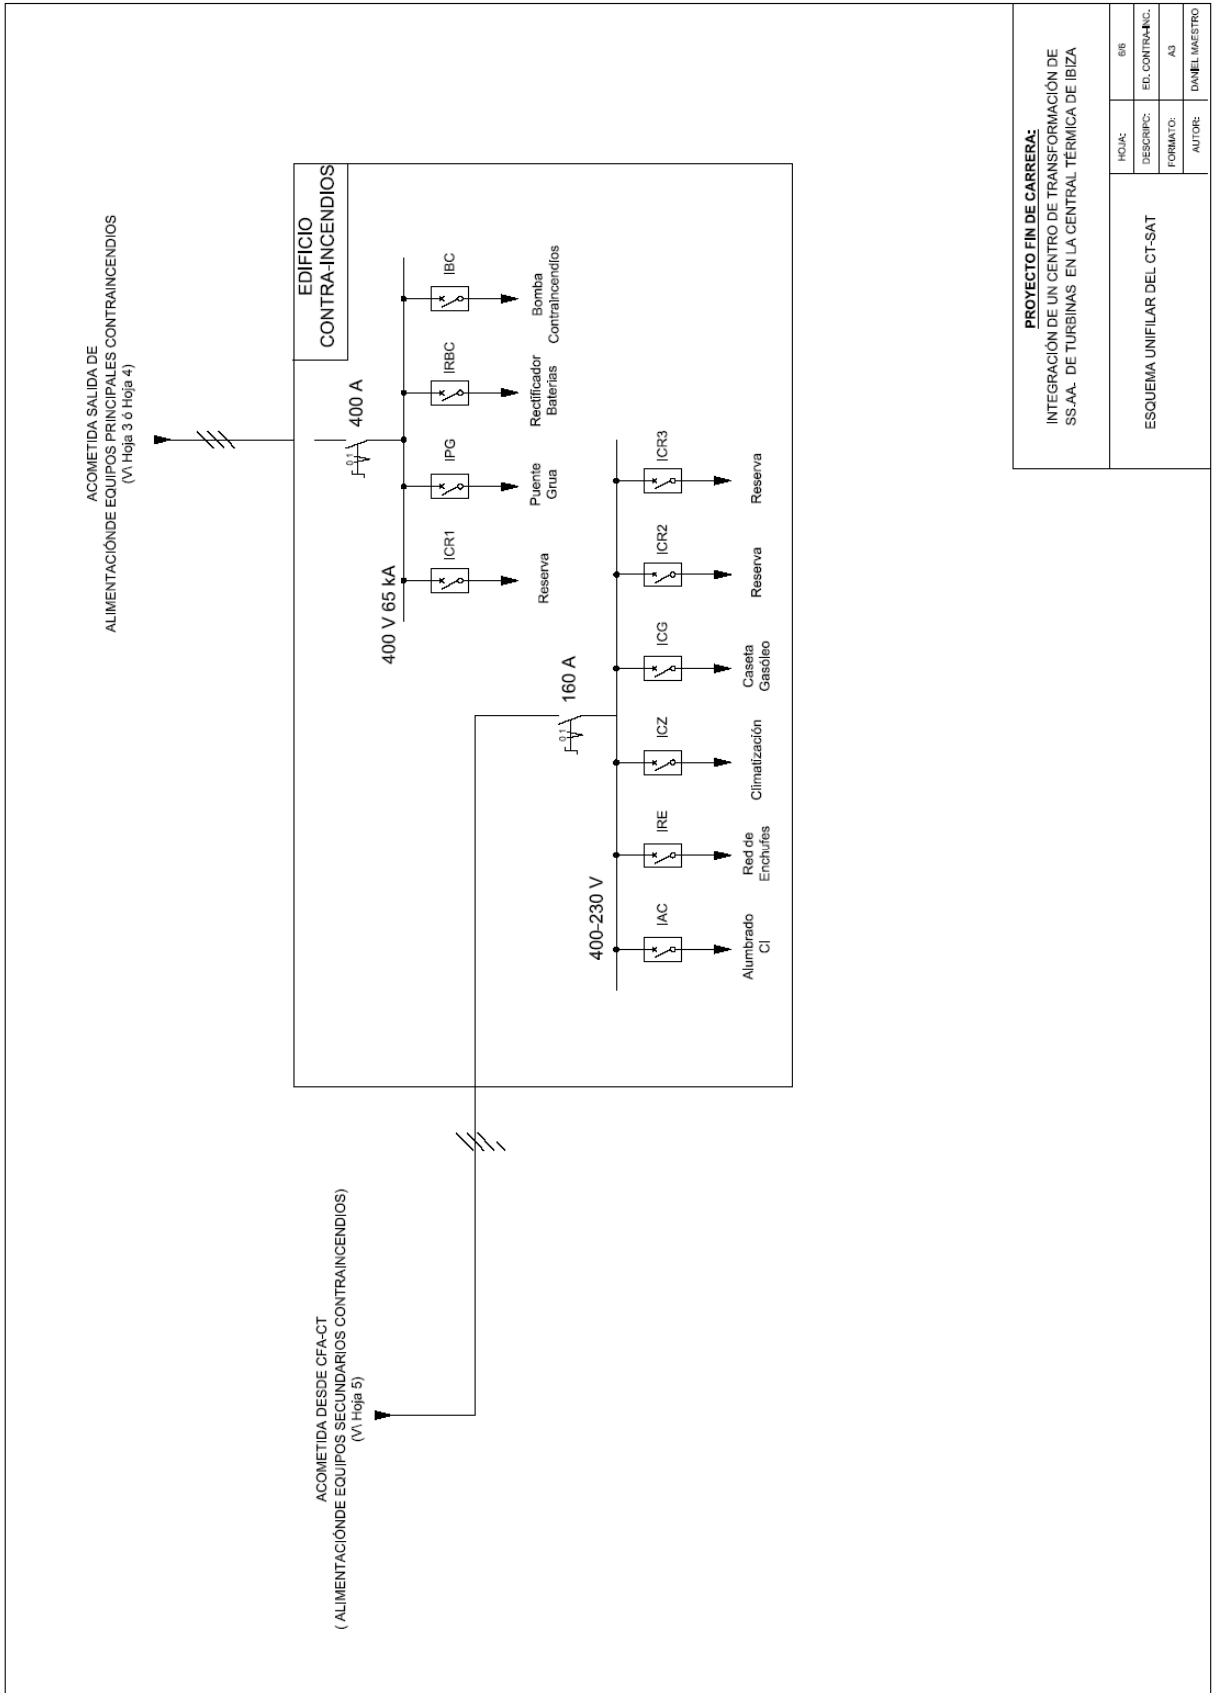 ACOMETIDA SALIDA DE
ALIMENTACIÓNDE EQUIPOS PRINCIPALES CONTRAINCENDIOS
(V\ Hoja 3 ó Hoja 4)
EDIFICIO
CONTRA-INCENDIOS
400 A
0 1
400 V 65 kA
ICR1
IPG
IRBC
IBC
Reserva
Puente
Grua
Rectificador
Baterias
Bomba
Contraincendios
ACOMETIDA DESDE CFA-CT
( ALIMENTACIÓNDE EQUIPOS SECUNDARIOS CONTRAINCENDIOS)
(V\ Hoja 5)
160 A
0 1
400-230 V
IAC
IRE
ICZ
ICG
ICR2
ICR3
Alumbrado
CI
Red de
Enchufes
Climatización
Caseta
Gasóleo
Reserva
Reserva
PROYECTO FIN DE CARRERA:
INTEGRACIÓN DE UN CENTRO DE TRANSFORMACIÓN DE
SS.AA. DE TURBINAS EN LA CENTRAL TÉRMICA DE IBIZA
ESQUEMA UNIFILAR DEL CT-SAT
HOJA: 6/6
DESCRIPC: ED. CONTRA-INC.
FORMATO: A3
AUTOR: DANIEL MAESTRO